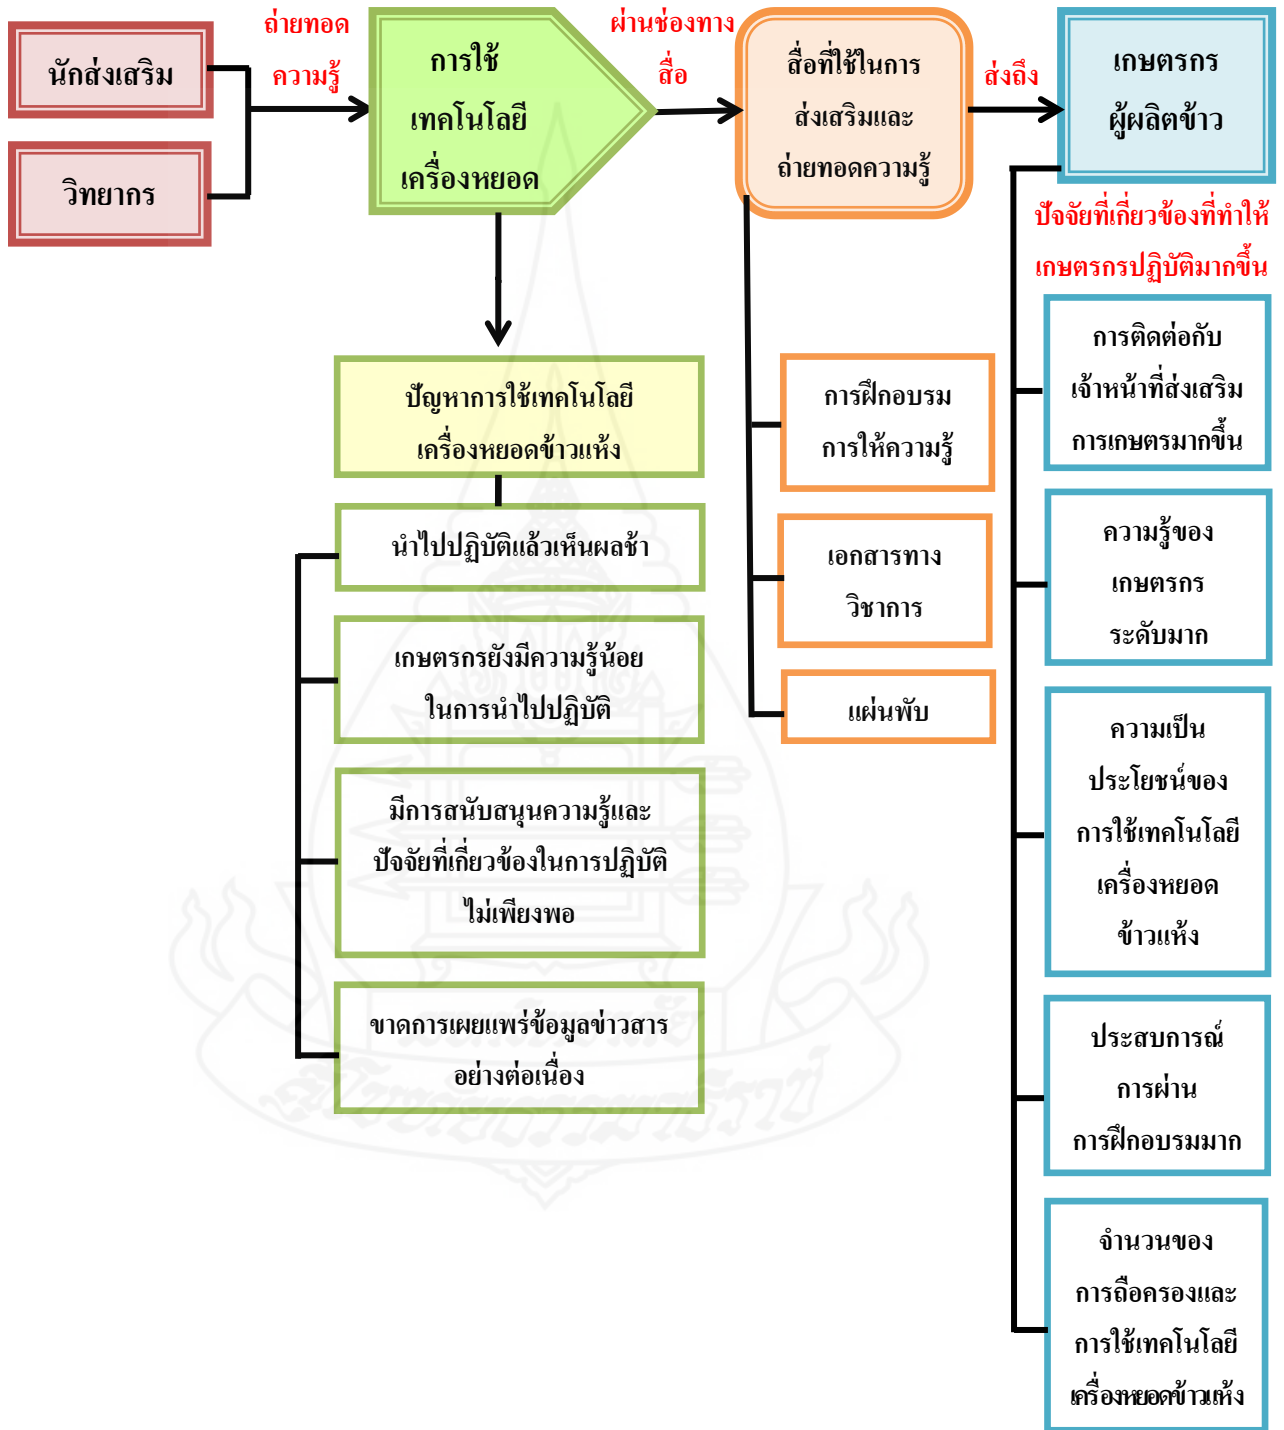 นักส่งเสริม
วิทยากร
ถ่ายทอด
ความรู้
การใช้
เทคโนโลยี
เครื่องหยอด
ผ่านช่องทาง
สื่อ
สื่อที่ใช้ในการ
ส่งเสริมและ
ถ่ายทอดความรู้
ส่งถึง
เกษตรกร
ผู้ผลิตข้าว
ปัญหาการใช้เทคโนโลยี
เครื่องหยอดข้าวแห้ง
นำไปปฏิบัติแล้วเห็นผลช้า
เกษตรกรยังมีความรู้น้อย
ในการนำไปปฏิบัติ
มีการสนับสนุนความรู้และ
ปัจจัยที่เกี่ยวข้องในการปฏิบัติ
ไม่เพียงพอ
ขาดการเผยแพร่ข้อมูลข่าวสาร
อย่างต่อเนื่อง
การฝึกอบรม
การให้ความรู้
เอกสารทาง
วิชาการ
แผ่นพับ
ปัจจัยที่เกี่ยวข้องที่ทำให้
เกษตรกรปฏิบัติมากขึ้น
การติดต่อกับ
เจ้าหน้าที่ส่งเสริม
การเกษตรมากขึ้น
ความรู้ของ
เกษตรกร
ระดับมาก
ความเป็น
ประโยชน์ของ
การใช้เทคโนโลยี
เครื่องหยอด
ข้าวแห้ง
ประสบการณ์
การผ่าน
การฝึกอบรมมาก
จำนวนของ
การถือครองและ
การใช้เทคโนโลยี
เครื่องหยอดข้าวแห้ง
มหาวิทยาลัยสุโขทัยธรรมาธิราช